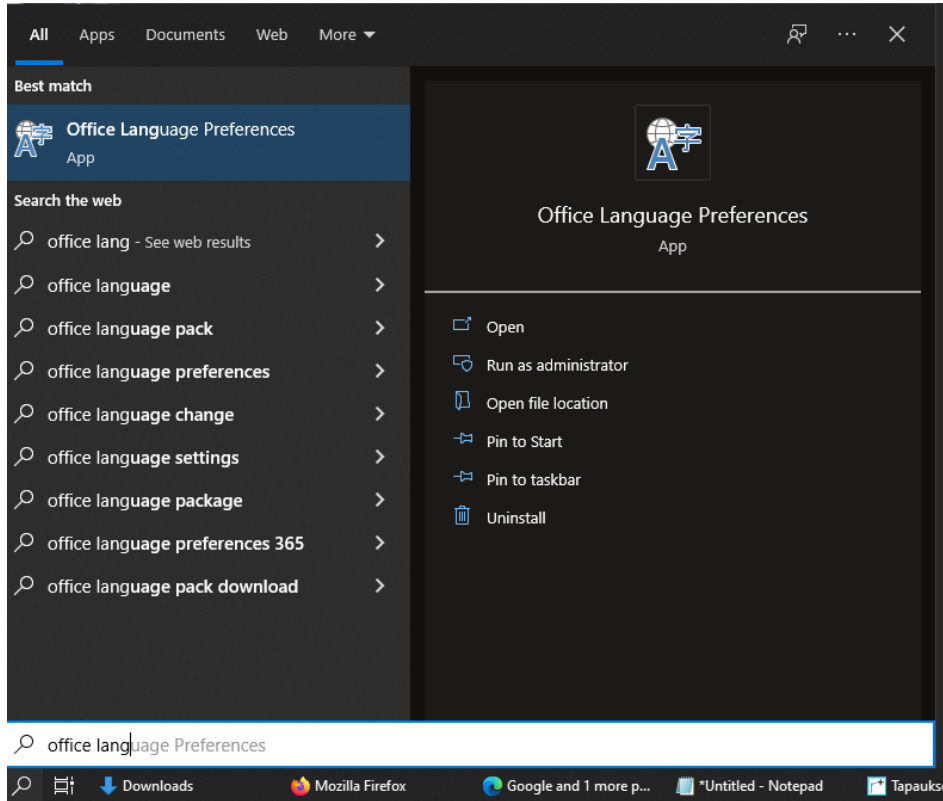 All Apps Documents Web More
Best match
Office Language Preferences
App
Search the web
office lang - See web results
office language
office language pack
office language preferences
office language change
office language settings
office language package
office language preferences 365
office language pack download
Office Language Preferences
App
Open
Run as administrator
Open file location
Pin to Start
Pin to taskbar
Uninstall
office language Preferences
Downloads Mozilla Firefox Google and 1 more p... *Untitled - Notepad Tapaukse